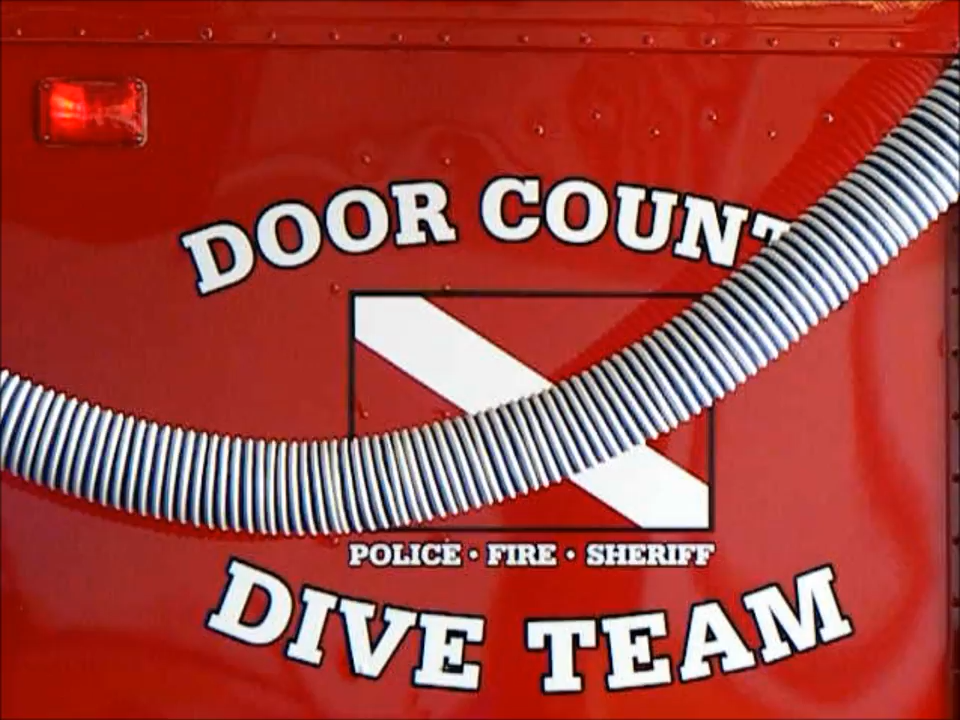 DOOR COUNT
POLICE • FIRE • SHERIFF
DIVE TEAM